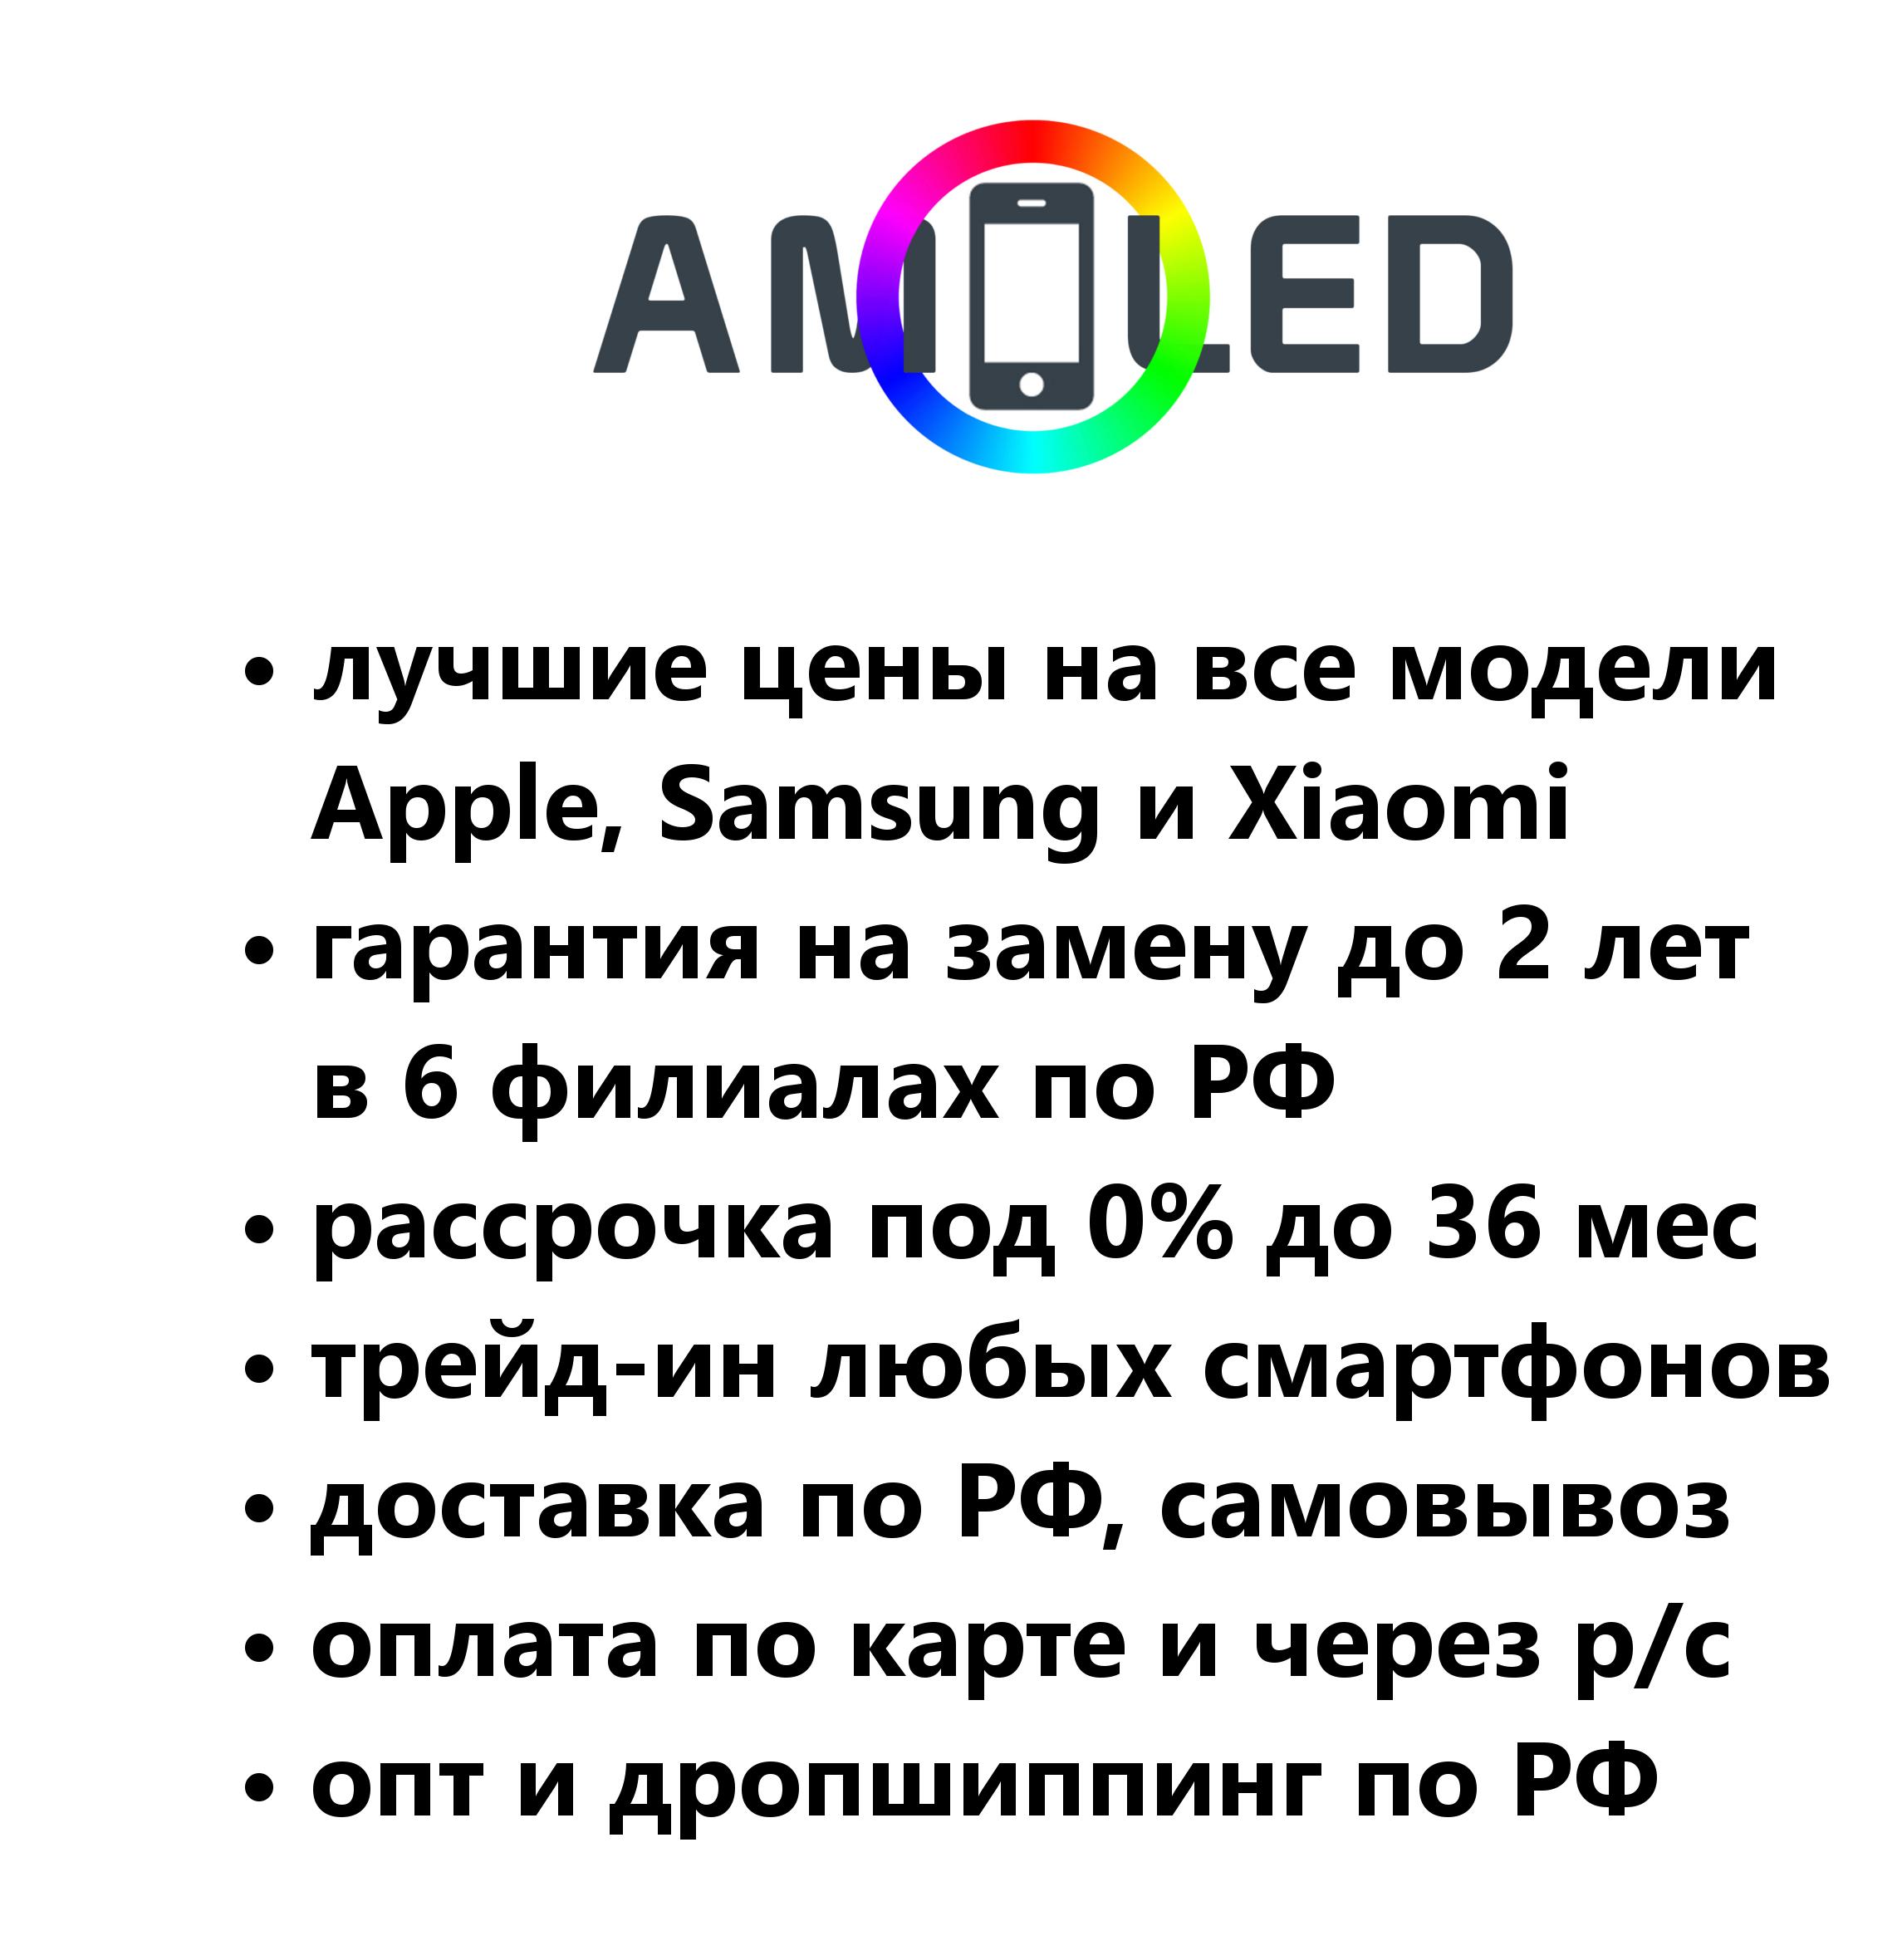 AMOLED
• лучшие цены на все модели
Apple, Samsung и Xiaomi
• гарантия на замену до 2 лет
в 6 филиалах по РФ
• рассрочка под 0% до 36 мес
• трейд-ин любых смартфонов
• доставка по РФ, самовывоз
• оплата по карте и через р/с
• опт и дропшиппинг по РФ